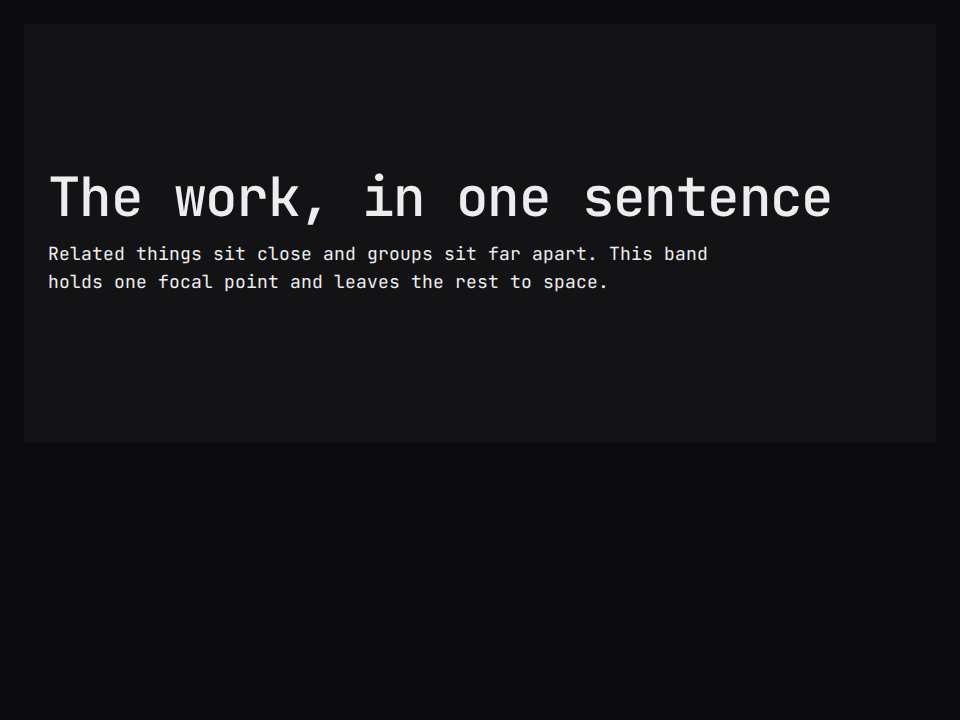 The work, in one sentence
Related things sit close and groups sit far apart. This band
holds one focal point and leaves the rest to space.